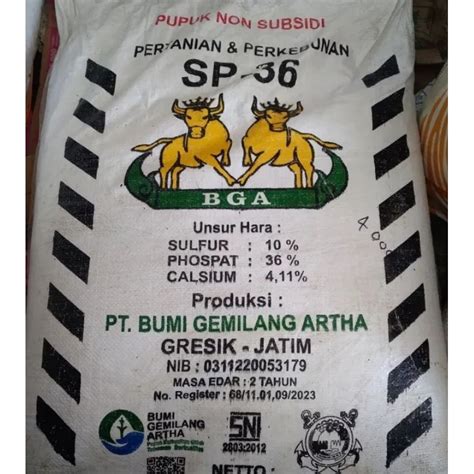 PUPUK NON SUBSIDI
PERTANIAN & PERKEBUNAN
SP-36
BGA
Unsur Hara :
SULFUR : 10 %
PHOSPAT : 36 %
CALSIUM : 4,11%
4000
Produksi :
PT. BUMI GEMILANG ARTHA
GRESIK - JATIM
NIB : 0311220053179
MASA EDAR : 2 TAHUN
No. Register : 68/11.01.09/2023
BUMI
GEMILANG
ARTHA
SNI
2803:2012
NETTO :